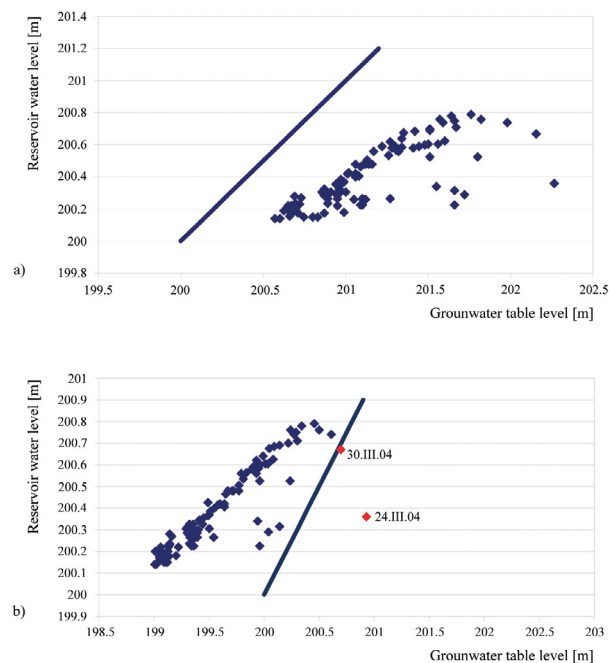 Reservoir water level [m]
201.4
201.2
201
200.8
200.6
200.4
200.2
200
199.8
199.5 200 200.5 201 201.5 202 202.5
a)
Grounwater table level [m]
Reservoir water level [m]
201
200.9
200.8
200.7
200.6
200.5
200.4
200.3
200.2
200.1
200
199.9
30.III.04
24.III.04
98.5 199 199.5 200 200.5 201 201.5 202 202.5 203
b)
Grounwater table level [m]